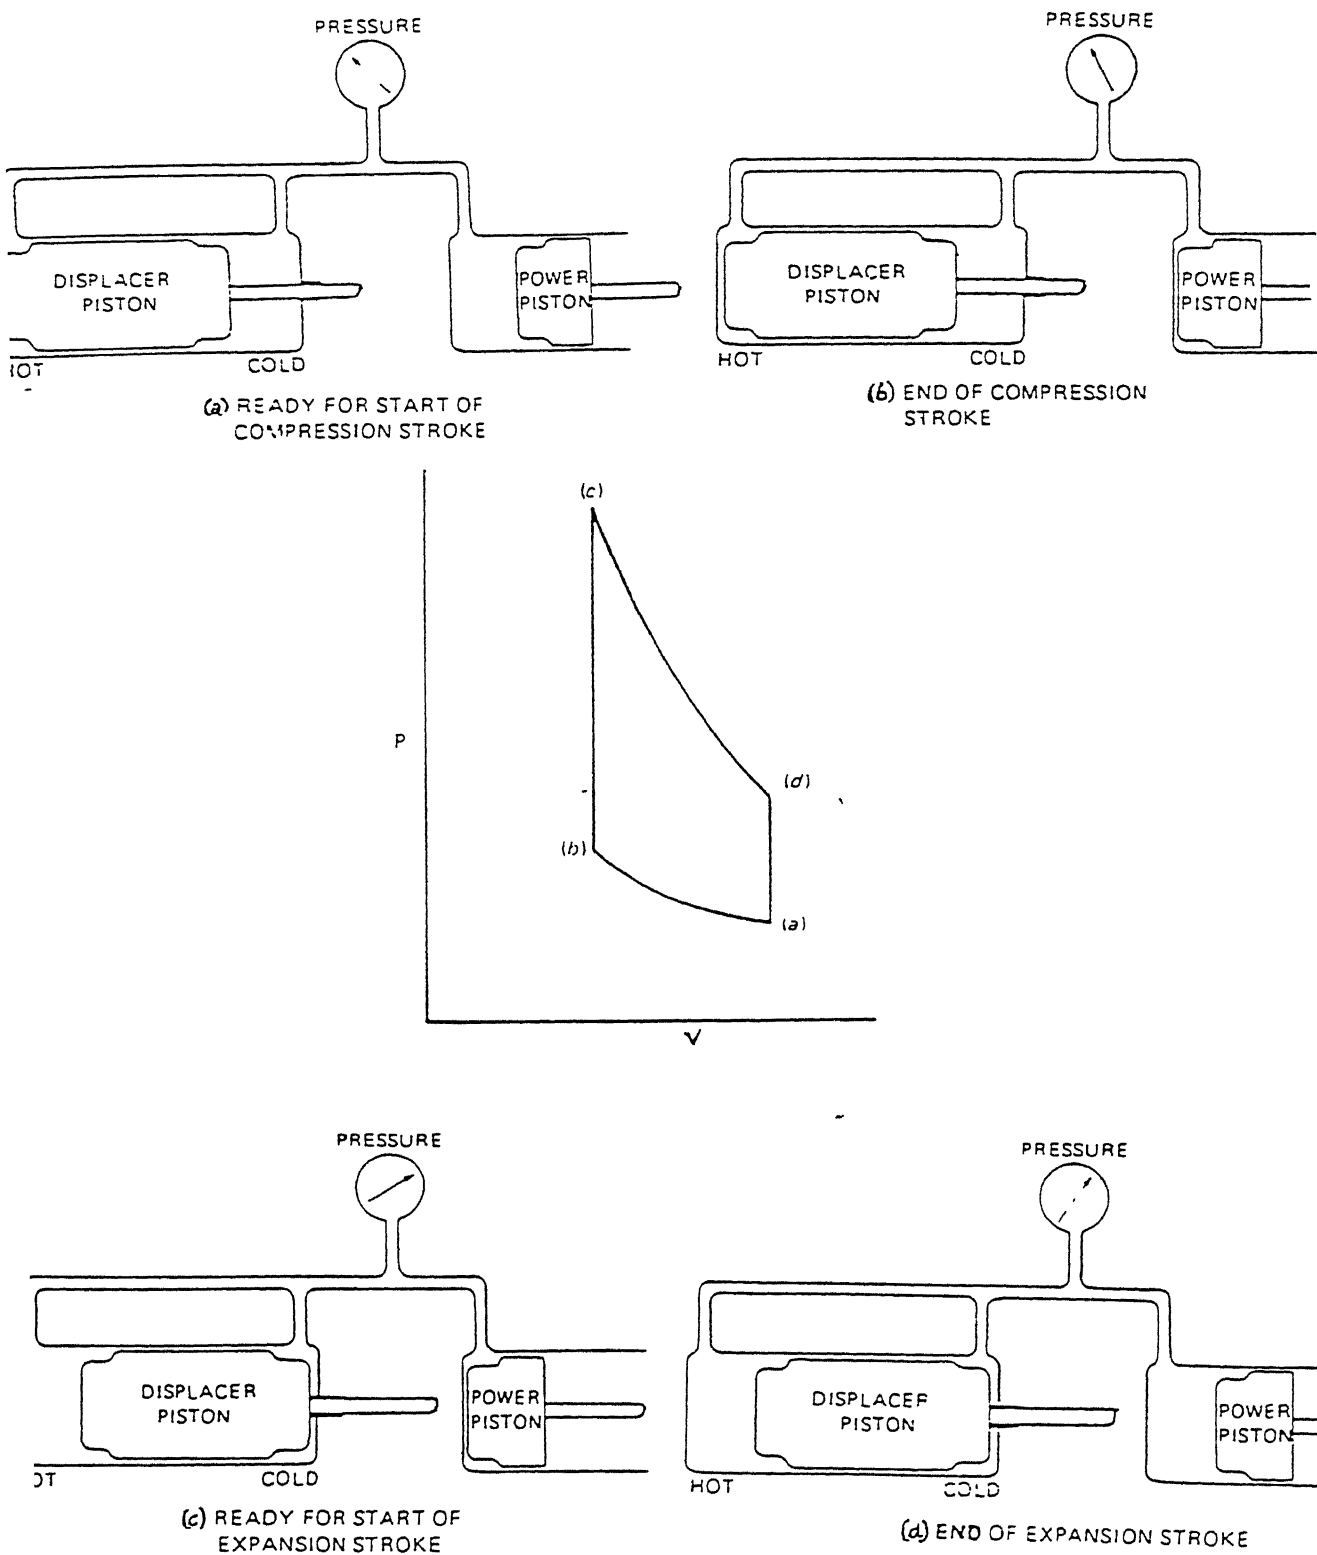 PRESSURE
DISPLACER
PISTON
POWER
PISTON
HOT
COLD
(a) READY FOR START OF
COMPRESSION STROKE
PRESSURE
DISPLACER
PISTON
POWER
PISTON
HOT
COLD
(b) END OF COMPRESSION
STROKE
(c)
P
(d)
(b)
(a)
V
PRESSURE
DISPLACER
PISTON
POWER
PISTON
OT
COLD
(c) READY FOR START OF
EXPANSION STROKE
PRESSURE
DISPLACER
PISTON
POWER
PISTON
HOT
COLD
(d) END OF EXPANSION STROKE